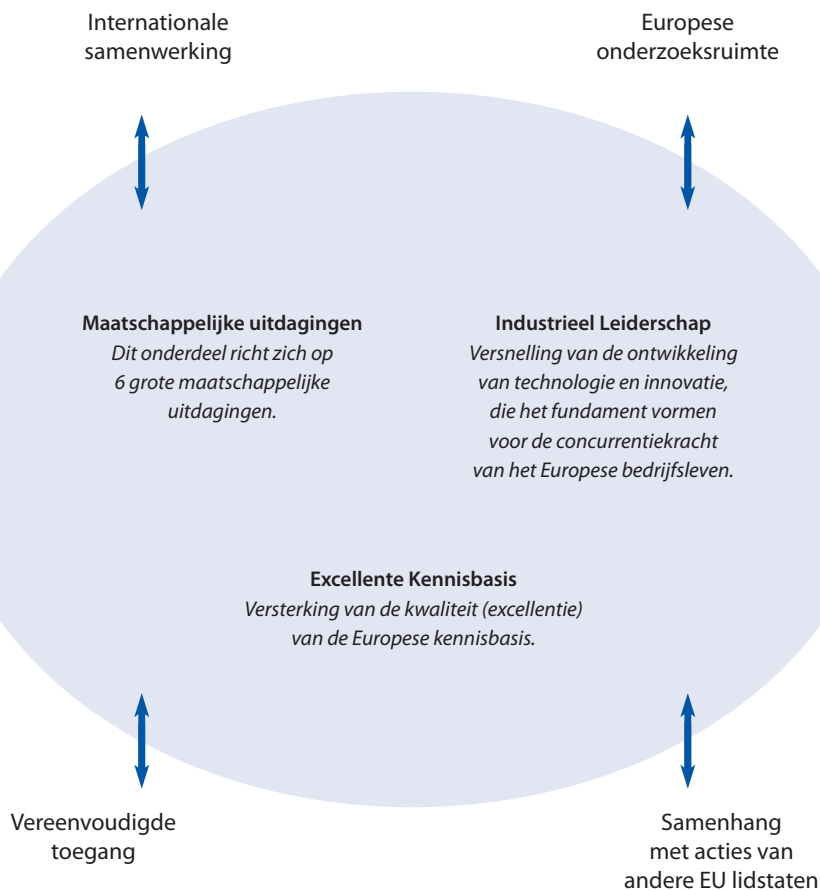 Internationale
samenwerking
Europese
onderzoeksruimte
Maatschappelijke uitdagingen
Dit onderdeel richt zich op
6 grote maatschappelijke
uitdagingen.
Industrieel Leiderschap
Versnelling van de ontwikkeling
van technologie en innovatie,
die het fundament vormen
voor de concurrentiekracht
van het Europese bedrijfsleven.
Excellente Kennisbasis
Versterking van de kwaliteit (excellentie)
van de Europese kennisbasis.
Vereenvoudigde
toegang
Samenhang
met acties van
andere EU lidstaten